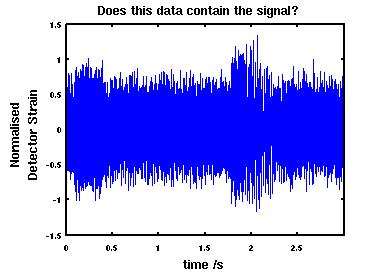 Does this data contain the signal?
1.5
1
0.5
0
-0.5
-1
-1.5
Normalised
Detector Strain
0 0.5 1 1.5 2 2.5
time /s